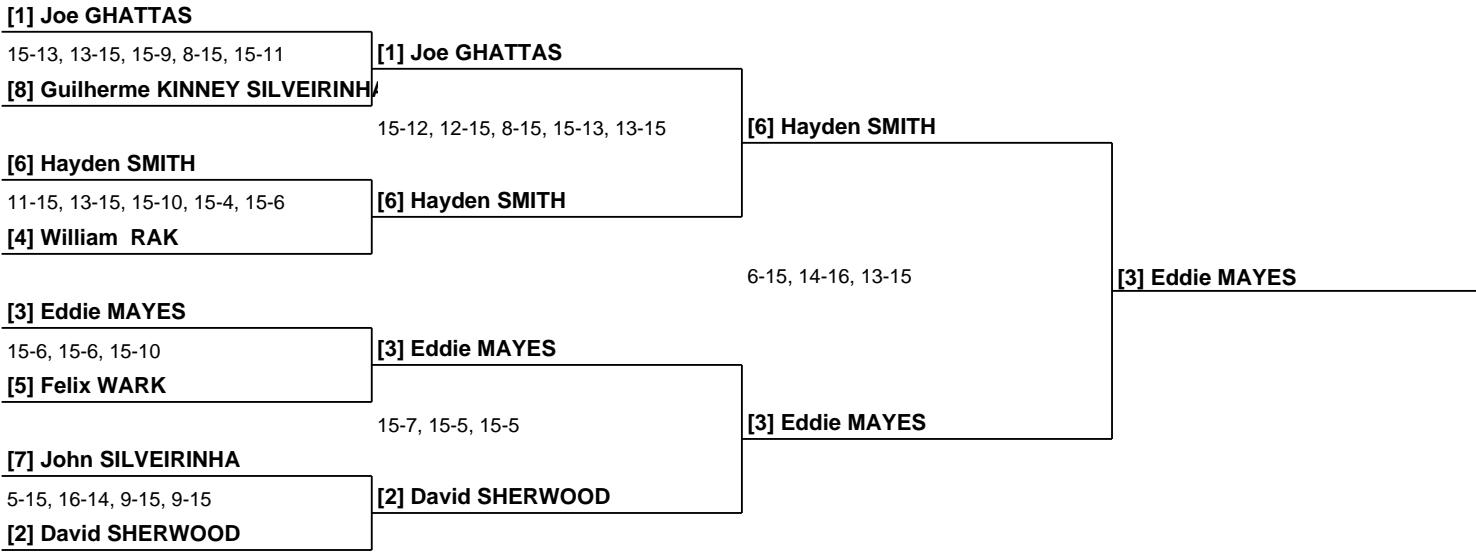 [1] Joe GHATTAS
15-13, 13-15, 15-9, 8-15, 15-11
[8] Guilherme KINNEY SILVEIRINHA
[1] Joe GHATTAS
15-12, 12-15, 8-15, 15-13, 13-15
[6] Hayden SMITH
[6] Hayden SMITH
11-15, 13-15, 15-10, 15-4, 15-6
[4] William  RAK
[6] Hayden SMITH
6-15, 14-16, 13-15
[3] Eddie MAYES
[3] Eddie MAYES
15-6, 15-6, 15-10
[5] Felix WARK
[3] Eddie MAYES
15-7, 15-5, 15-5
[3] Eddie MAYES
[7] John SILVEIRINHA
5-15, 16-14, 9-15, 9-15
[2] David SHERWOOD
[2] David SHERWOOD